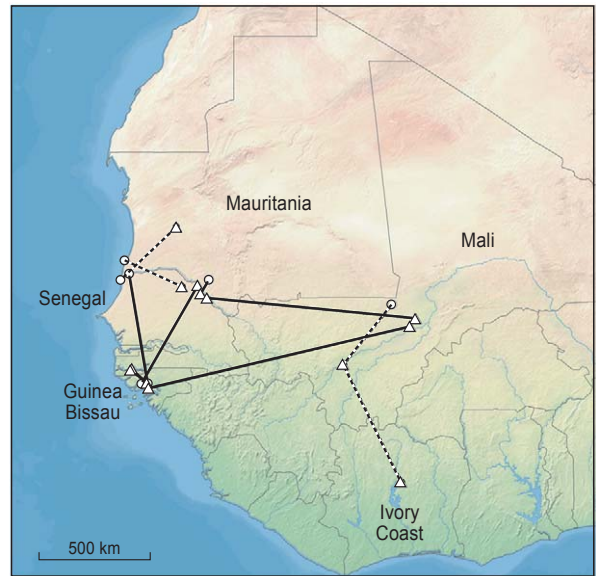 Mauritania
Mali
Senegal
Guinea
Bissau
Ivory
Coast
500 km